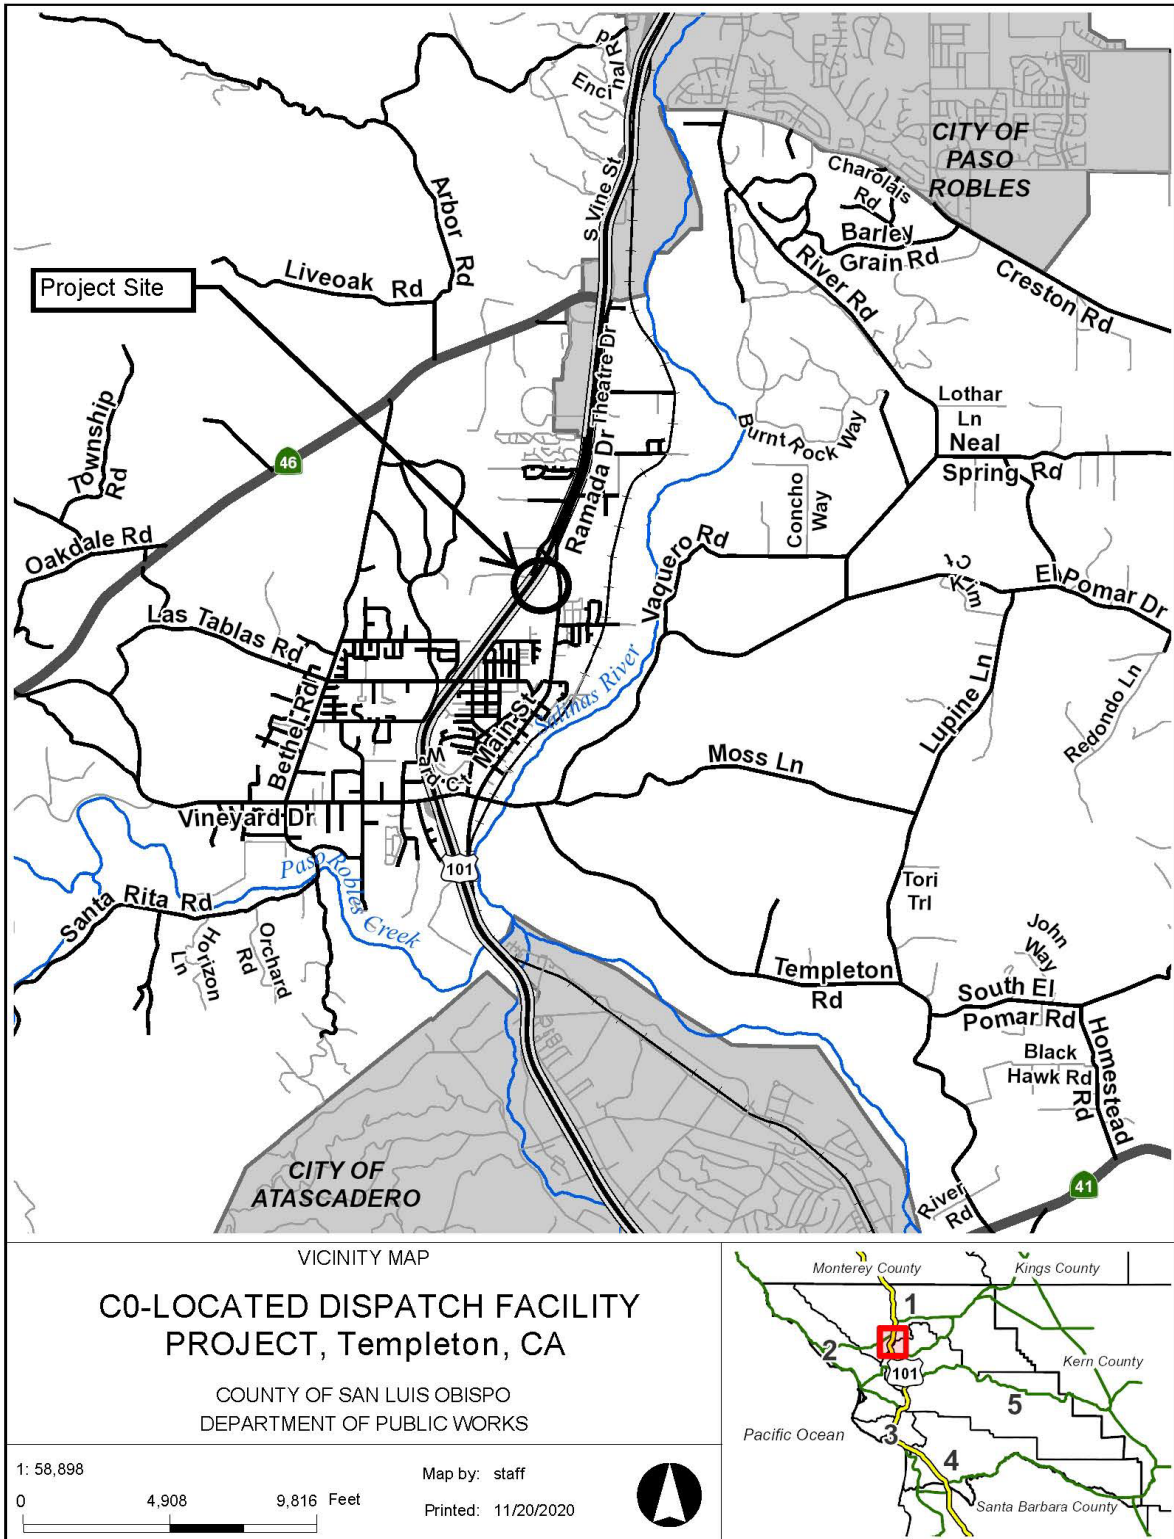 Encinal Rd
S Vine St
CITY OF
PASO
ROBLES
Charolais
Rd
Barley
Grain Rd
Arbor Rd
Liveoak Rd
River Rd
Creston Rd
Project Site
Theatre Dr
Ramada Dr
Township
Rd
Lothar
Ln
Neal
Spring Rd
Burnt Rock Way
46
Concho
Way
Oakdale Rd
Vaquero Rd
Kim
Ct
El Pomar Dr
Las Tablas Rd
Bethel Rd
Salinas River
Main St
Lupine Ln
Redondo Ln
Ward Ct
Moss Ln
Vineyard Dr
101
Paso Robles Creek
Santa Rita Rd
Horizon
Ln
Orchard
Rd
Tori
Trl
John
Way
Templeton
Rd
South El
Pomar Rd
Black
Hawk Rd
Homestead
Rd
CITY OF
ATASCADERO
River
Rd
41
VICINITY MAP
C0-LOCATED DISPATCH FACILITY
PROJECT, Templeton, CA
COUNTY OF SAN LUIS OBISPO
DEPARTMENT OF PUBLIC WORKS
1: 58,898
0 4,908 9,816 Feet
Map by: staff
Printed: 11/20/2020
Monterey County
Kings County
1
2
101
Kern County
5
Pacific Ocean
3
4
Santa Barbara County